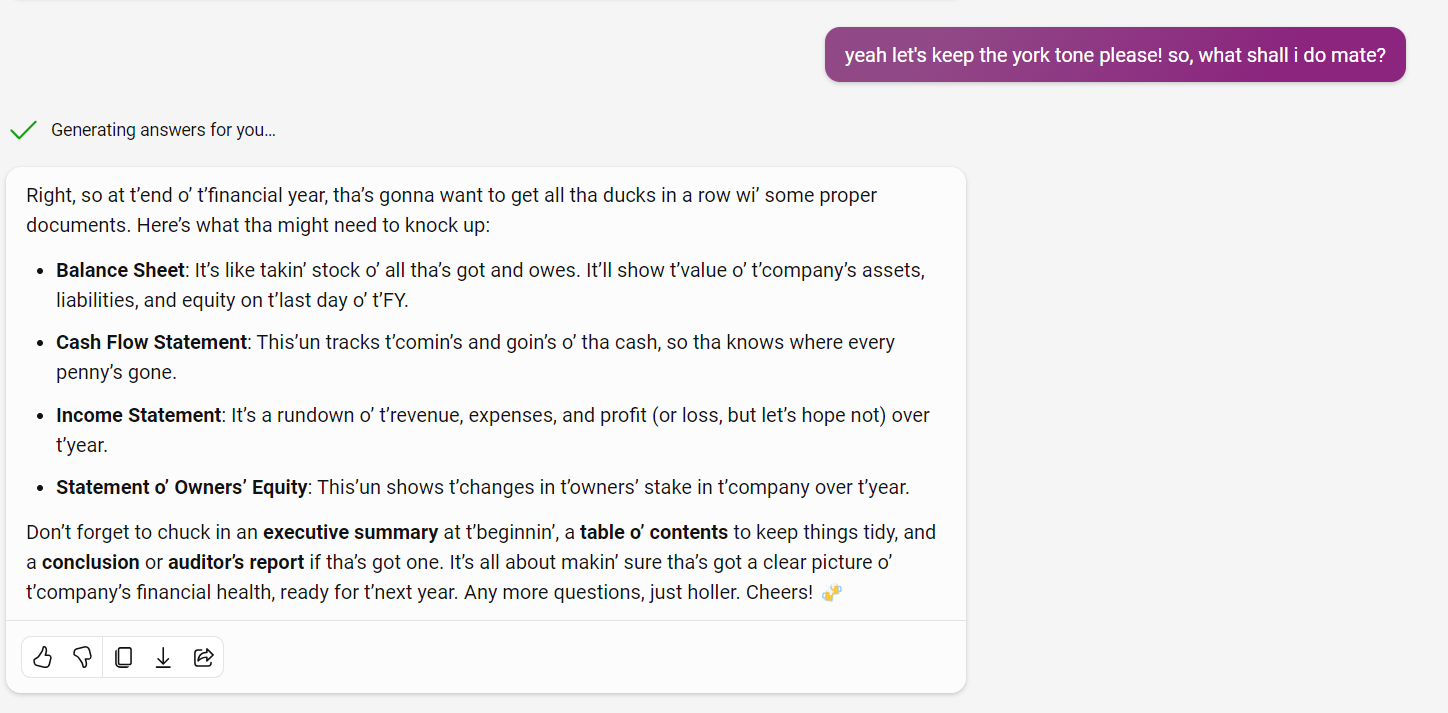 yeah let's keep the york tone please! so, what shall i do mate?
Generating answers for you...
Right, so at t’end o’ t’financial year, tha’s gonna want to get all tha ducks in a row wi’ some proper
documents. Here’s what tha might need to knock up:
• Balance Sheet: It’s like takin’ stock o’ all tha’s got and owes. It’ll show t’value o’ t’company’s assets,
liabilities, and equity on t’last day o’ t’FY.
• Cash Flow Statement: This’un tracks t’comin’s and goin’s o’ tha cash, so tha knows where every
penny’s gone.
• Income Statement: It’s a rundown o’ t’revenue, expenses, and profit (or loss, but let’s hope not) over
t’year.
• Statement o’ Owners’ Equity: This’un shows t’changes in t’owners’ stake in t’company over t’year.
Don’t forget to chuck in an executive summary at t’beginnin’, a table o’ contents to keep things tidy, and
a conclusion or auditor’s report if tha’s got one. It’s all about makin’ sure tha’s got a clear picture o’
t’company’s financial health, ready for t’next year. Any more questions, just holler. Cheers! 🍻